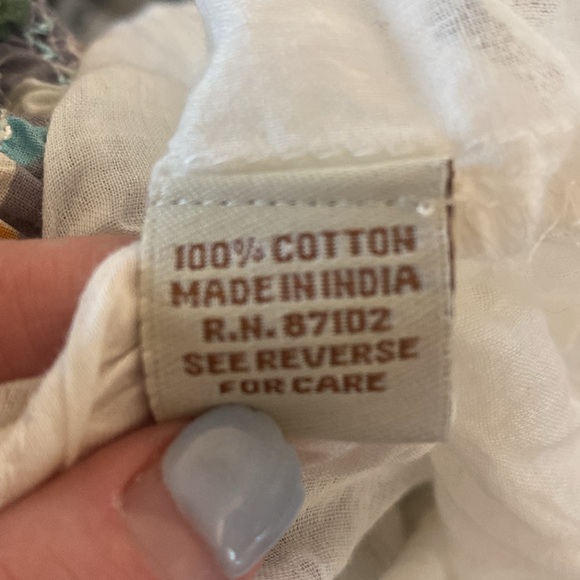 100% COTTON
MADE IN INDIA
R.N. 87102
SEE REVERSE
FOR CARE